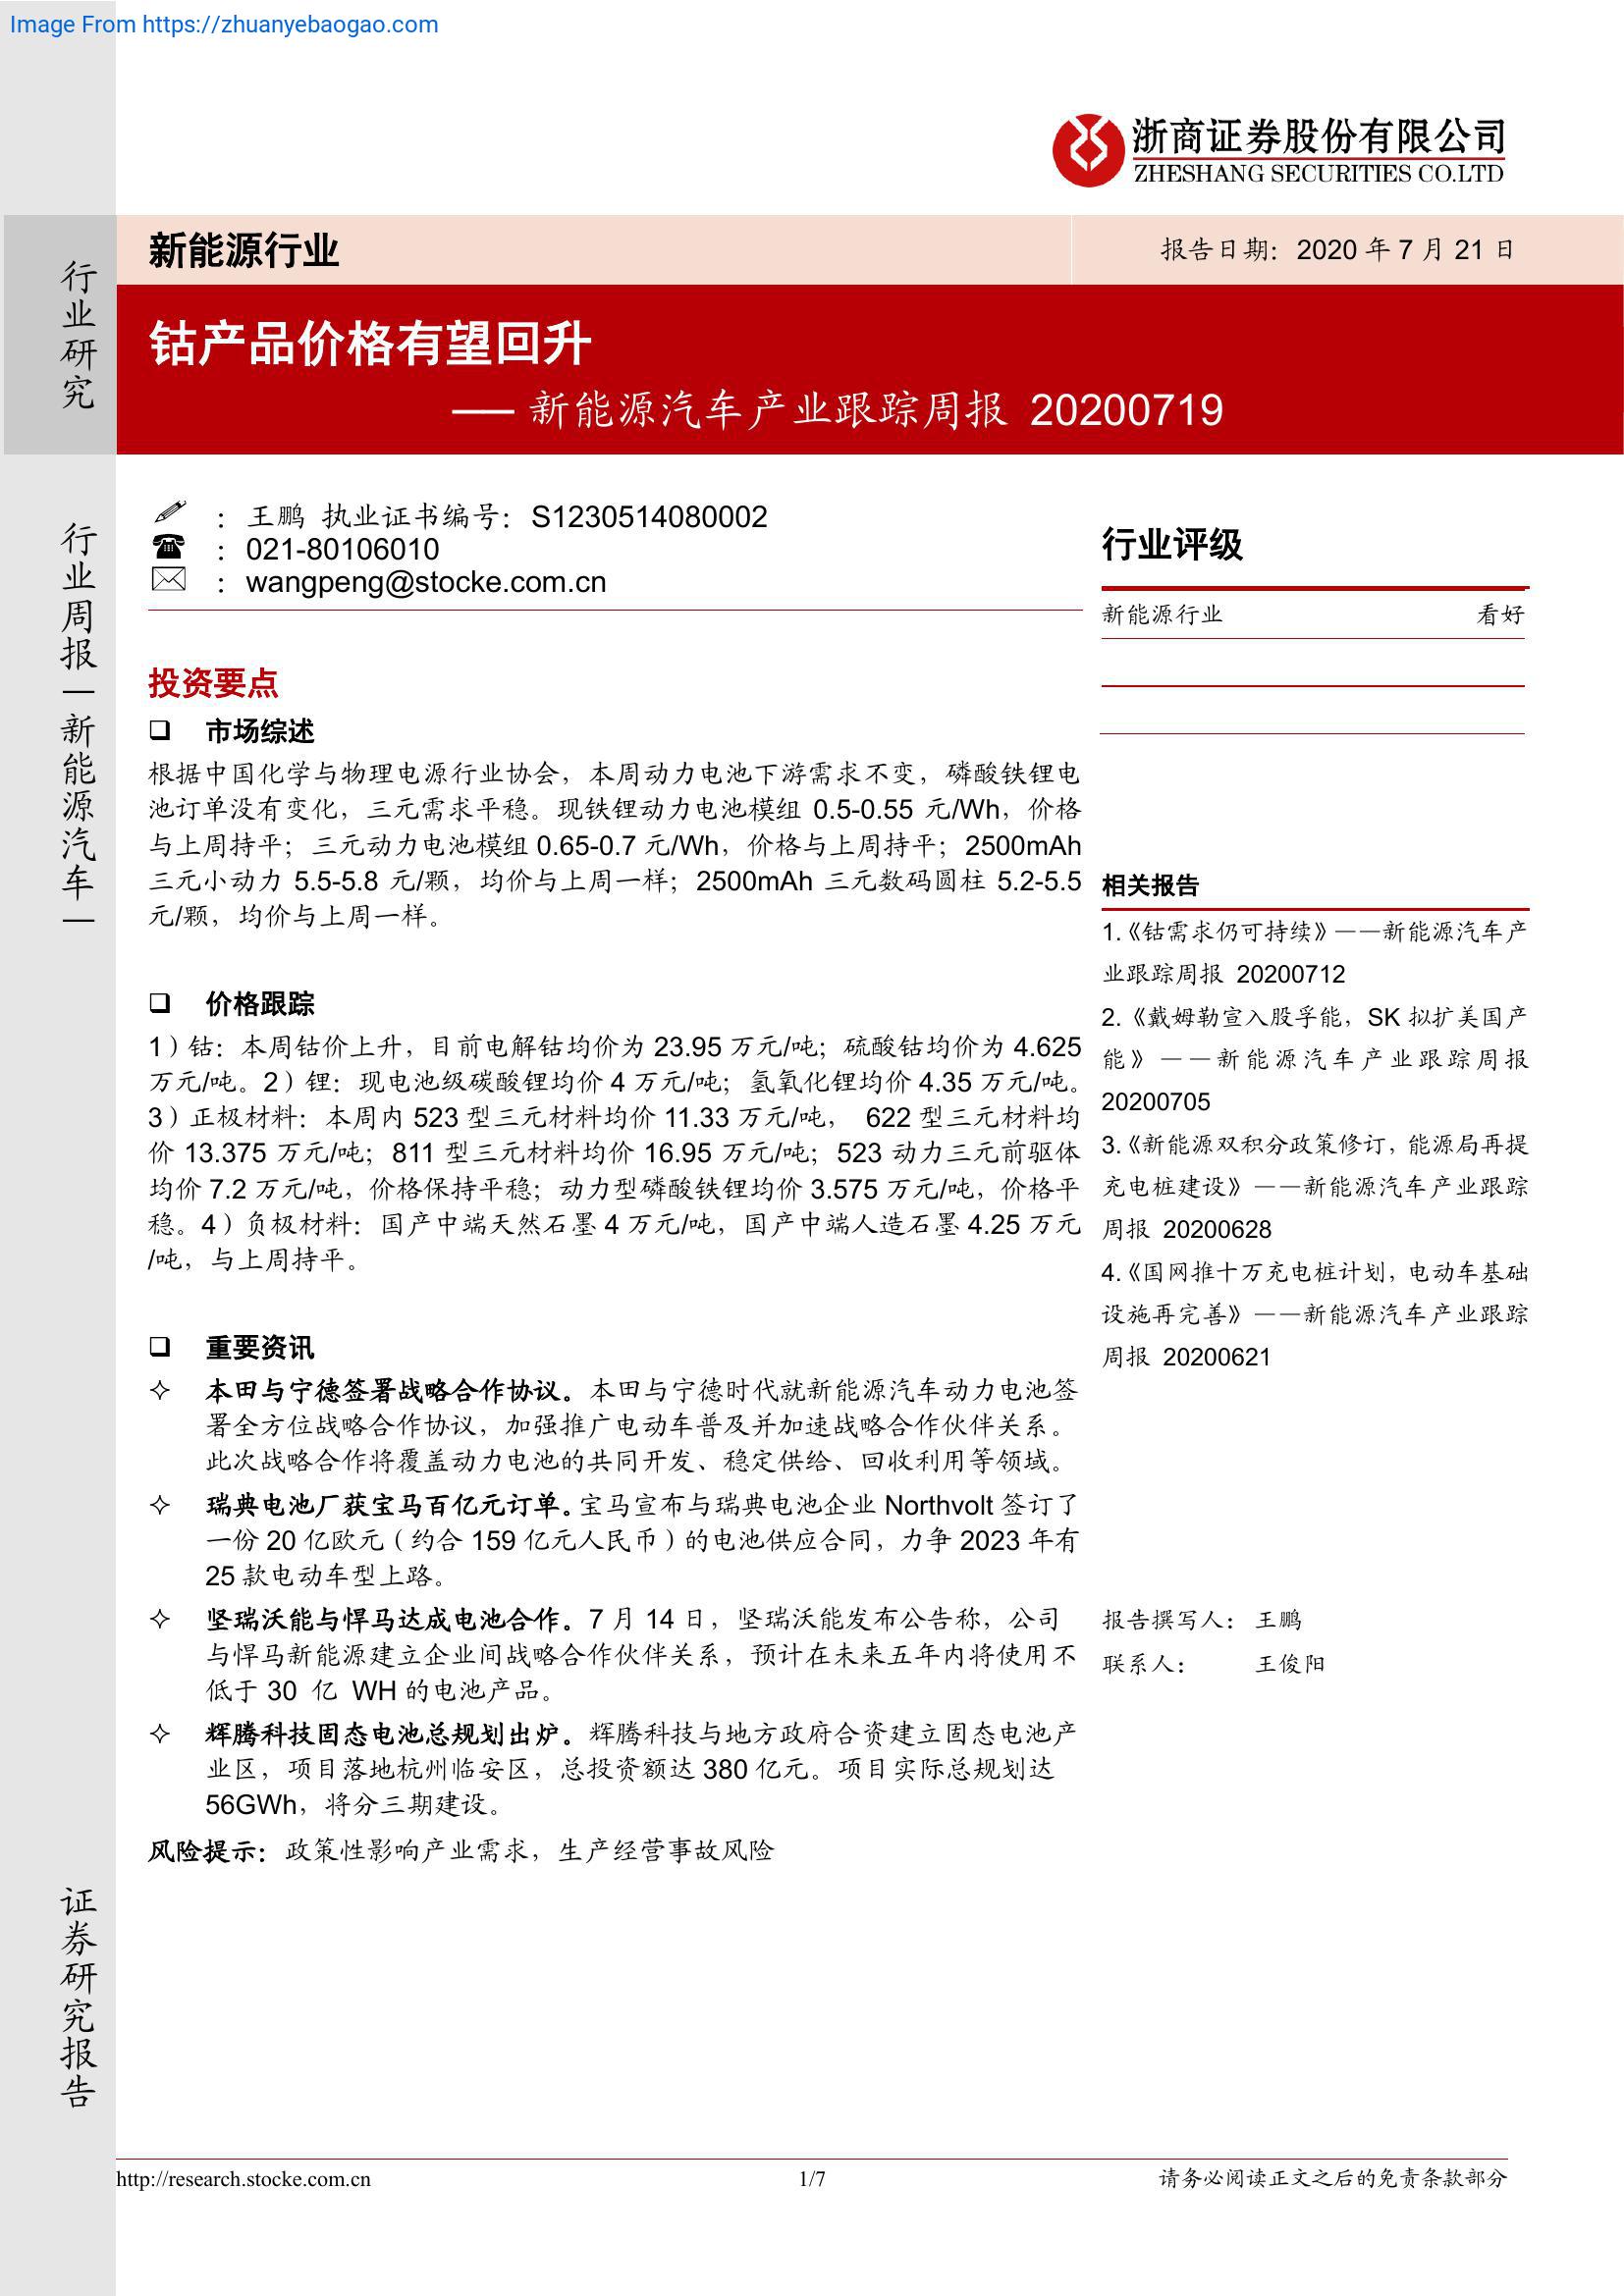 Image From https://zhuanyebaogao.com
浙商证券股份有限公司
ZHESHANG SECURITIES CO.LTD
行业研究
新能源行业
报告日期：2020 年 7 月 21 日
钴产品价格有望回升
—— 新能源汽车产业跟踪周报 20200719
行业周报｜新能源汽车｜
：王鹏 执业证书编号：S1230514080002
：021-80106010
：wangpeng@stocke.com.cn
投资要点
❑ 市场综述
根据中国化学与物理电源行业协会，本周动力电池下游需求不变，磷酸铁锂电
池订单没有变化，三元需求平稳。现铁锂动力电池模组 0.5-0.55 元/Wh，价格
与上周持平；三元动力电池模组 0.65-0.7 元/Wh，价格与上周持平；2500mAh
三元小动力 5.5-5.8 元/颗，均价与上周一样；2500mAh 三元数码圆柱 5.2-5.5
元/颗，均价与上周一样。
❑ 价格跟踪
1）钴：本周钴价上升，目前电解钴均价为 23.95 万元/吨；硫酸钴均价为 4.625
万元/吨。2）锂：现电池级碳酸锂均价 4 万元/吨；氢氧化锂均价 4.35 万元/吨。
3）正极材料：本周内 523 型三元材料均价 11.33 万元/吨， 622 型三元材料均
价 13.375 万元/吨；811 型三元材料均价 16.95 万元/吨；523 动力三元前驱体
均价 7.2 万元/吨，价格保持平稳；动力型磷酸铁锂均价 3.575 万元/吨，价格平
稳。4）负极材料：国产中端天然石墨 4 万元/吨，国产中端人造石墨 4.25 万元
/吨，与上周持平。
❑ 重要资讯
✧ 本田与宁德签署战略合作协议。本田与宁德时代就新能源汽车动力电池签
署全方位战略合作协议，加强推广电动车普及并加速战略合作伙伴关系。
此次战略合作将覆盖动力电池的共同开发、稳定供给、回收利用等领域。
✧ 瑞典电池厂获宝马百亿元订单。宝马宣布与瑞典电池企业 Northvolt 签订了
一份 20 亿欧元（约合 159 亿元人民币）的电池供应合同，力争 2023 年有
25 款电动车型上路。
✧ 坚瑞沃能与悍马达成电池合作。7 月 14 日，坚瑞沃能发布公告称，公司
与悍马新能源建立企业间战略合作伙伴关系，预计在未来五年内将使用不
低于 30 亿 WH 的电池产品。
✧ 辉腾科技固态电池总规划出炉。辉腾科技与地方政府合资建立固态电池产
业区，项目落地杭州临安区，总投资额达 380 亿元。项目实际总规划达
56GWh，将分三期建设。
风险提示：政策性影响产业需求，生产经营事故风险
行业评级
新能源行业 看好
相关报告
1.《钴需求仍可持续》——新能源汽车产
业跟踪周报 20200712
2.《戴姆勒宣入股孚能，SK 拟扩美国产
能》——新能源汽车产业跟踪周报
20200705
3.《新能源双积分政策修订，能源局再提
充电桩建设》——新能源汽车产业跟踪
周报 20200628
4.《国网推十万充电桩计划，电动车基础
设施再完善》——新能源汽车产业跟踪
周报 20200621
报告撰写人： 王鹏
联系人： 王俊阳
证券研究报告
http://research.stocke.com.cn
1/7
请务必阅读正文之后的免责条款部分